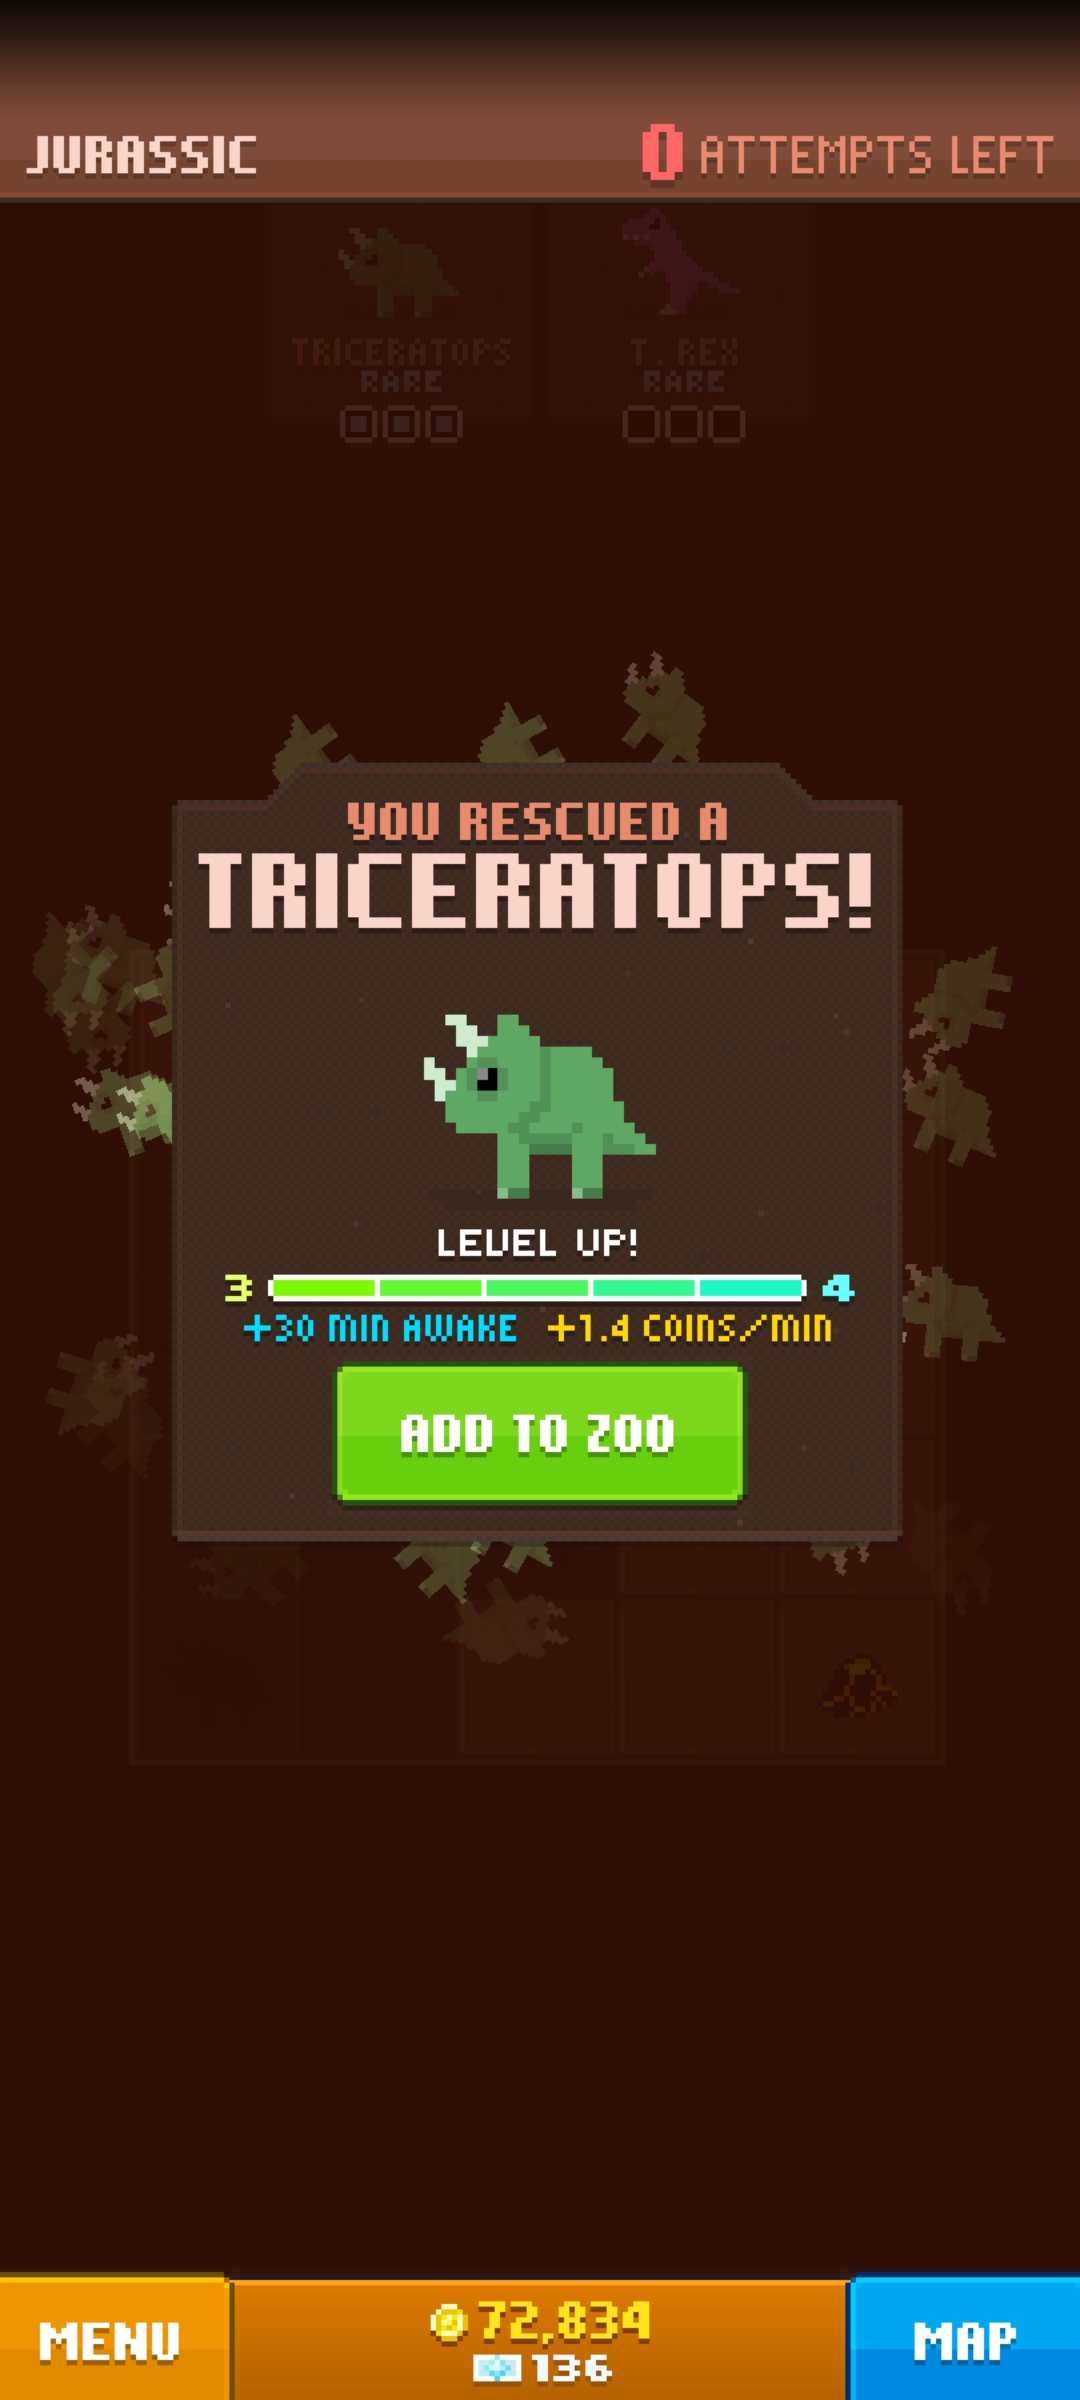 JURASSIC
0 ATTEMPTS LEFT
TRICERATOPS
RARE
T. REX
RARE
YOU RESCUED A
TRICERATOPS!
LEVEL UP!
3 4
+30 MIN AWAKE +1.4 COINS/MIN
ADD TO ZOO
MENU
72,834
136
MAP